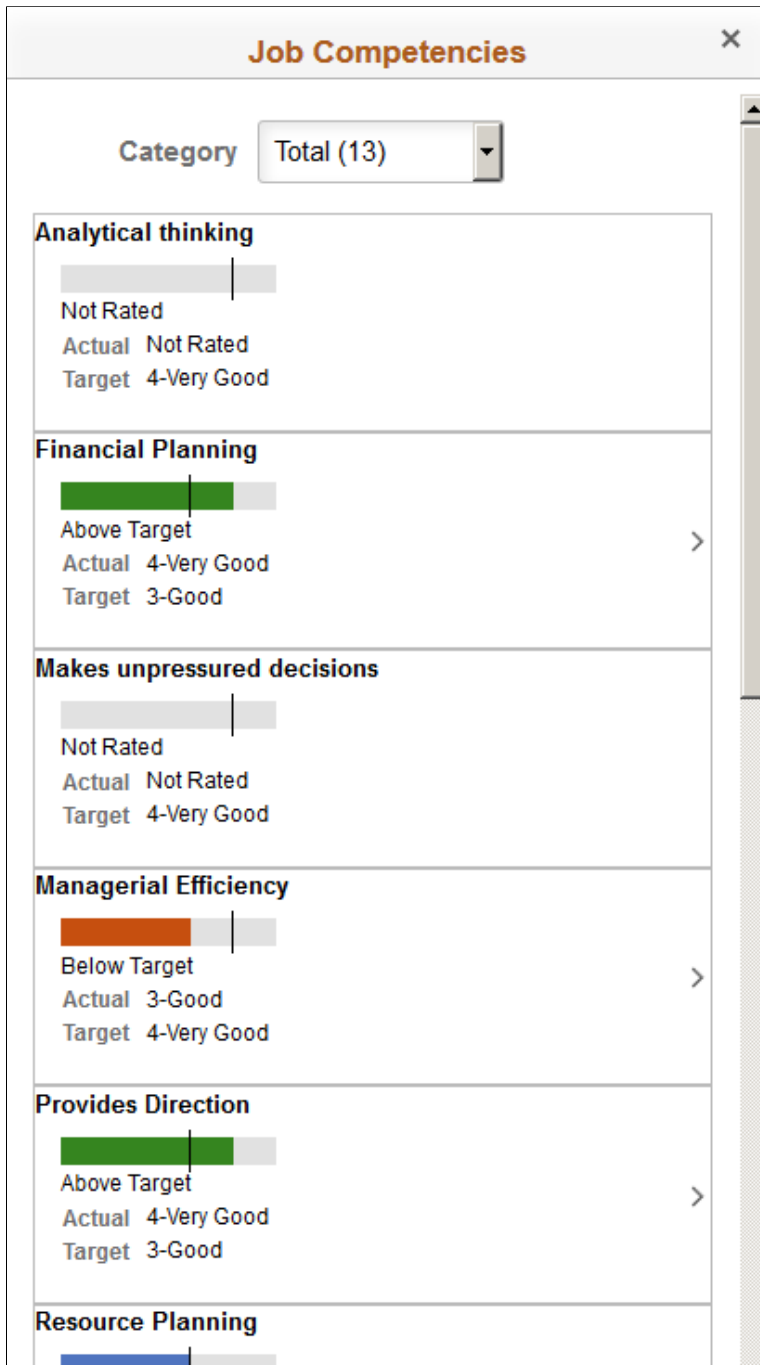 Job Competencies
Category Total (13)
Analytical thinking
Not Rated
Actual Not Rated
Target 4-Very Good
Financial Planning
Above Target
Actual 4-Very Good
Target 3-Good
Makes unpressured decisions
Not Rated
Actual Not Rated
Target 4-Very Good
Managerial Efficiency
Below Target
Actual 3-Good
Target 4-Very Good
Provides Direction
Above Target
Actual 4-Very Good
Target 3-Good
Resource Planning